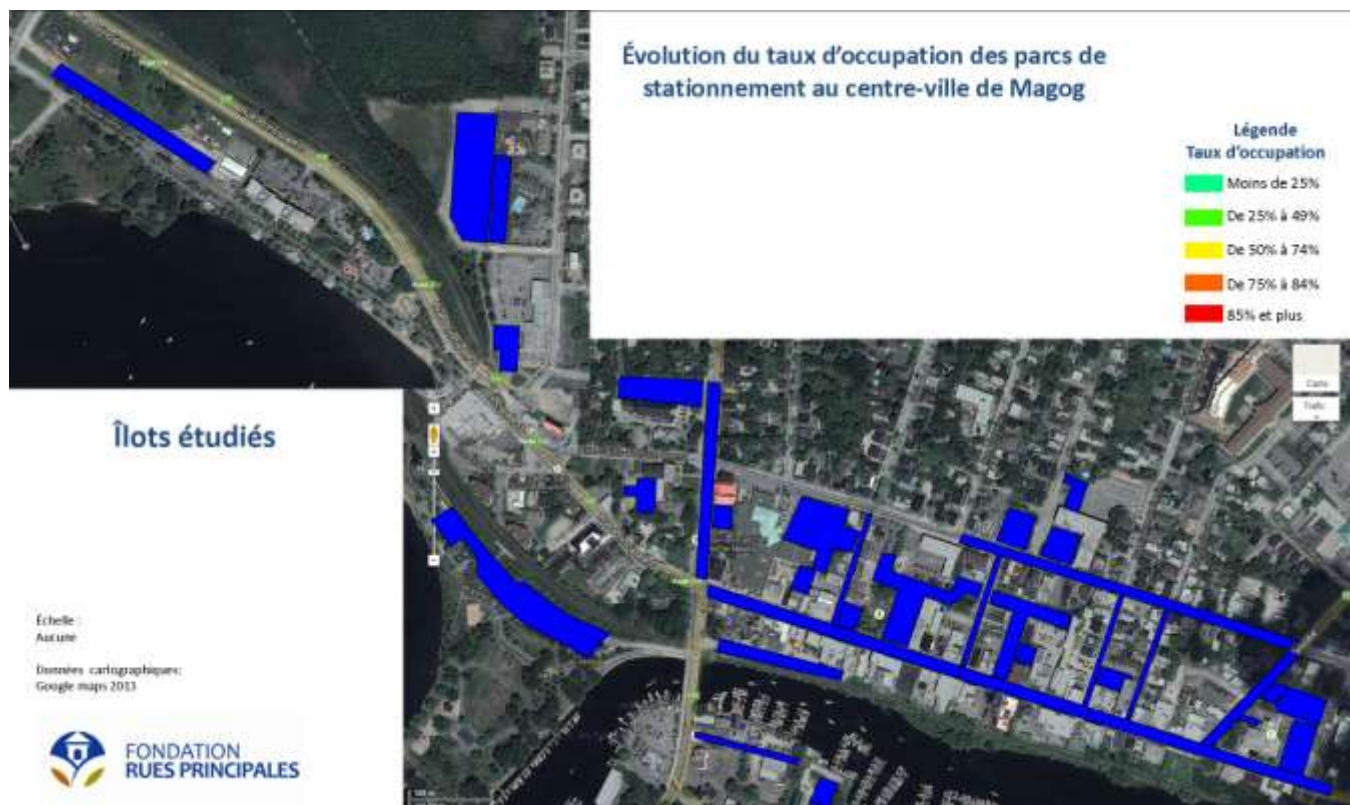 Évolution du taux d'occupation des parcs de
stationnement au centre-ville de Magog
Légende
Taux d'occupation
Moins de 25%
De 25% à 49%
De 50% à 74%
De 75% à 84%
85% et plus
Îlots étudiés
Échelle :
Aucune
Données cartographiques:
Google maps 2013
FONDATION
RUES PRINCIPALES
Trafic